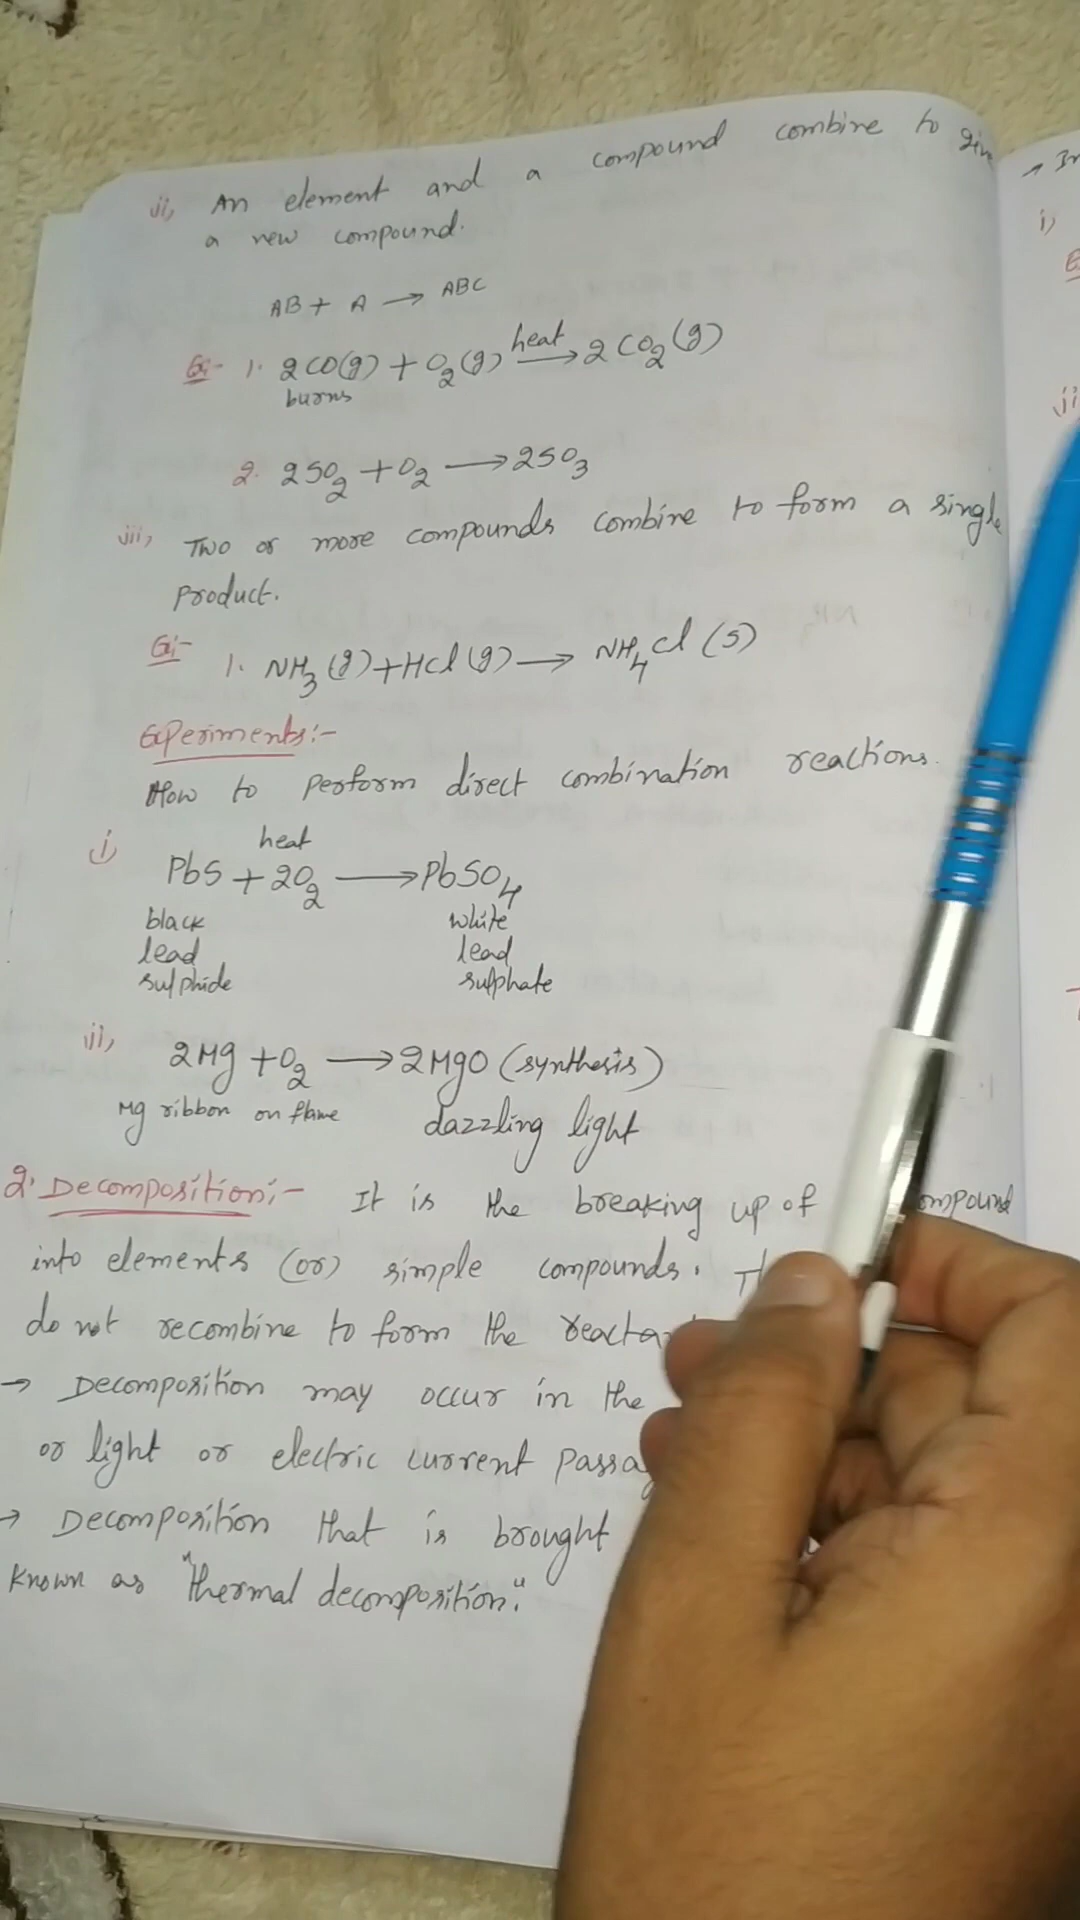 ii, An element and a compound combine to give
a new compound.
AB + A → ABC
Ex:- 1. 2CO(g) + O₂(g) heat → 2CO₂(g)
burns
2. 2SO₂ + O₂ → 2SO₃
iii, Two or more compounds combine to form a single
product.
Ex:- 1. NH₃(g) + HCl(g) → NH₄Cl(s)
Experiments:-
How to perform direct combination reactions.
heat
i PbS + 2O₂ → PbSO₄
black white
lead lead
sulphide sulphate
ii, 2Mg + O₂ → 2MgO (synthesis)
Mg ribbon on flame dazzling light
2. Decomposition:- It is the breaking up of
into elements (or) simple compounds.
do not recombine to form the
→ Decomposition may occur in the
or light or electric current
→ Decomposition that is brought
known as "thermal decomposition".
i)
ii